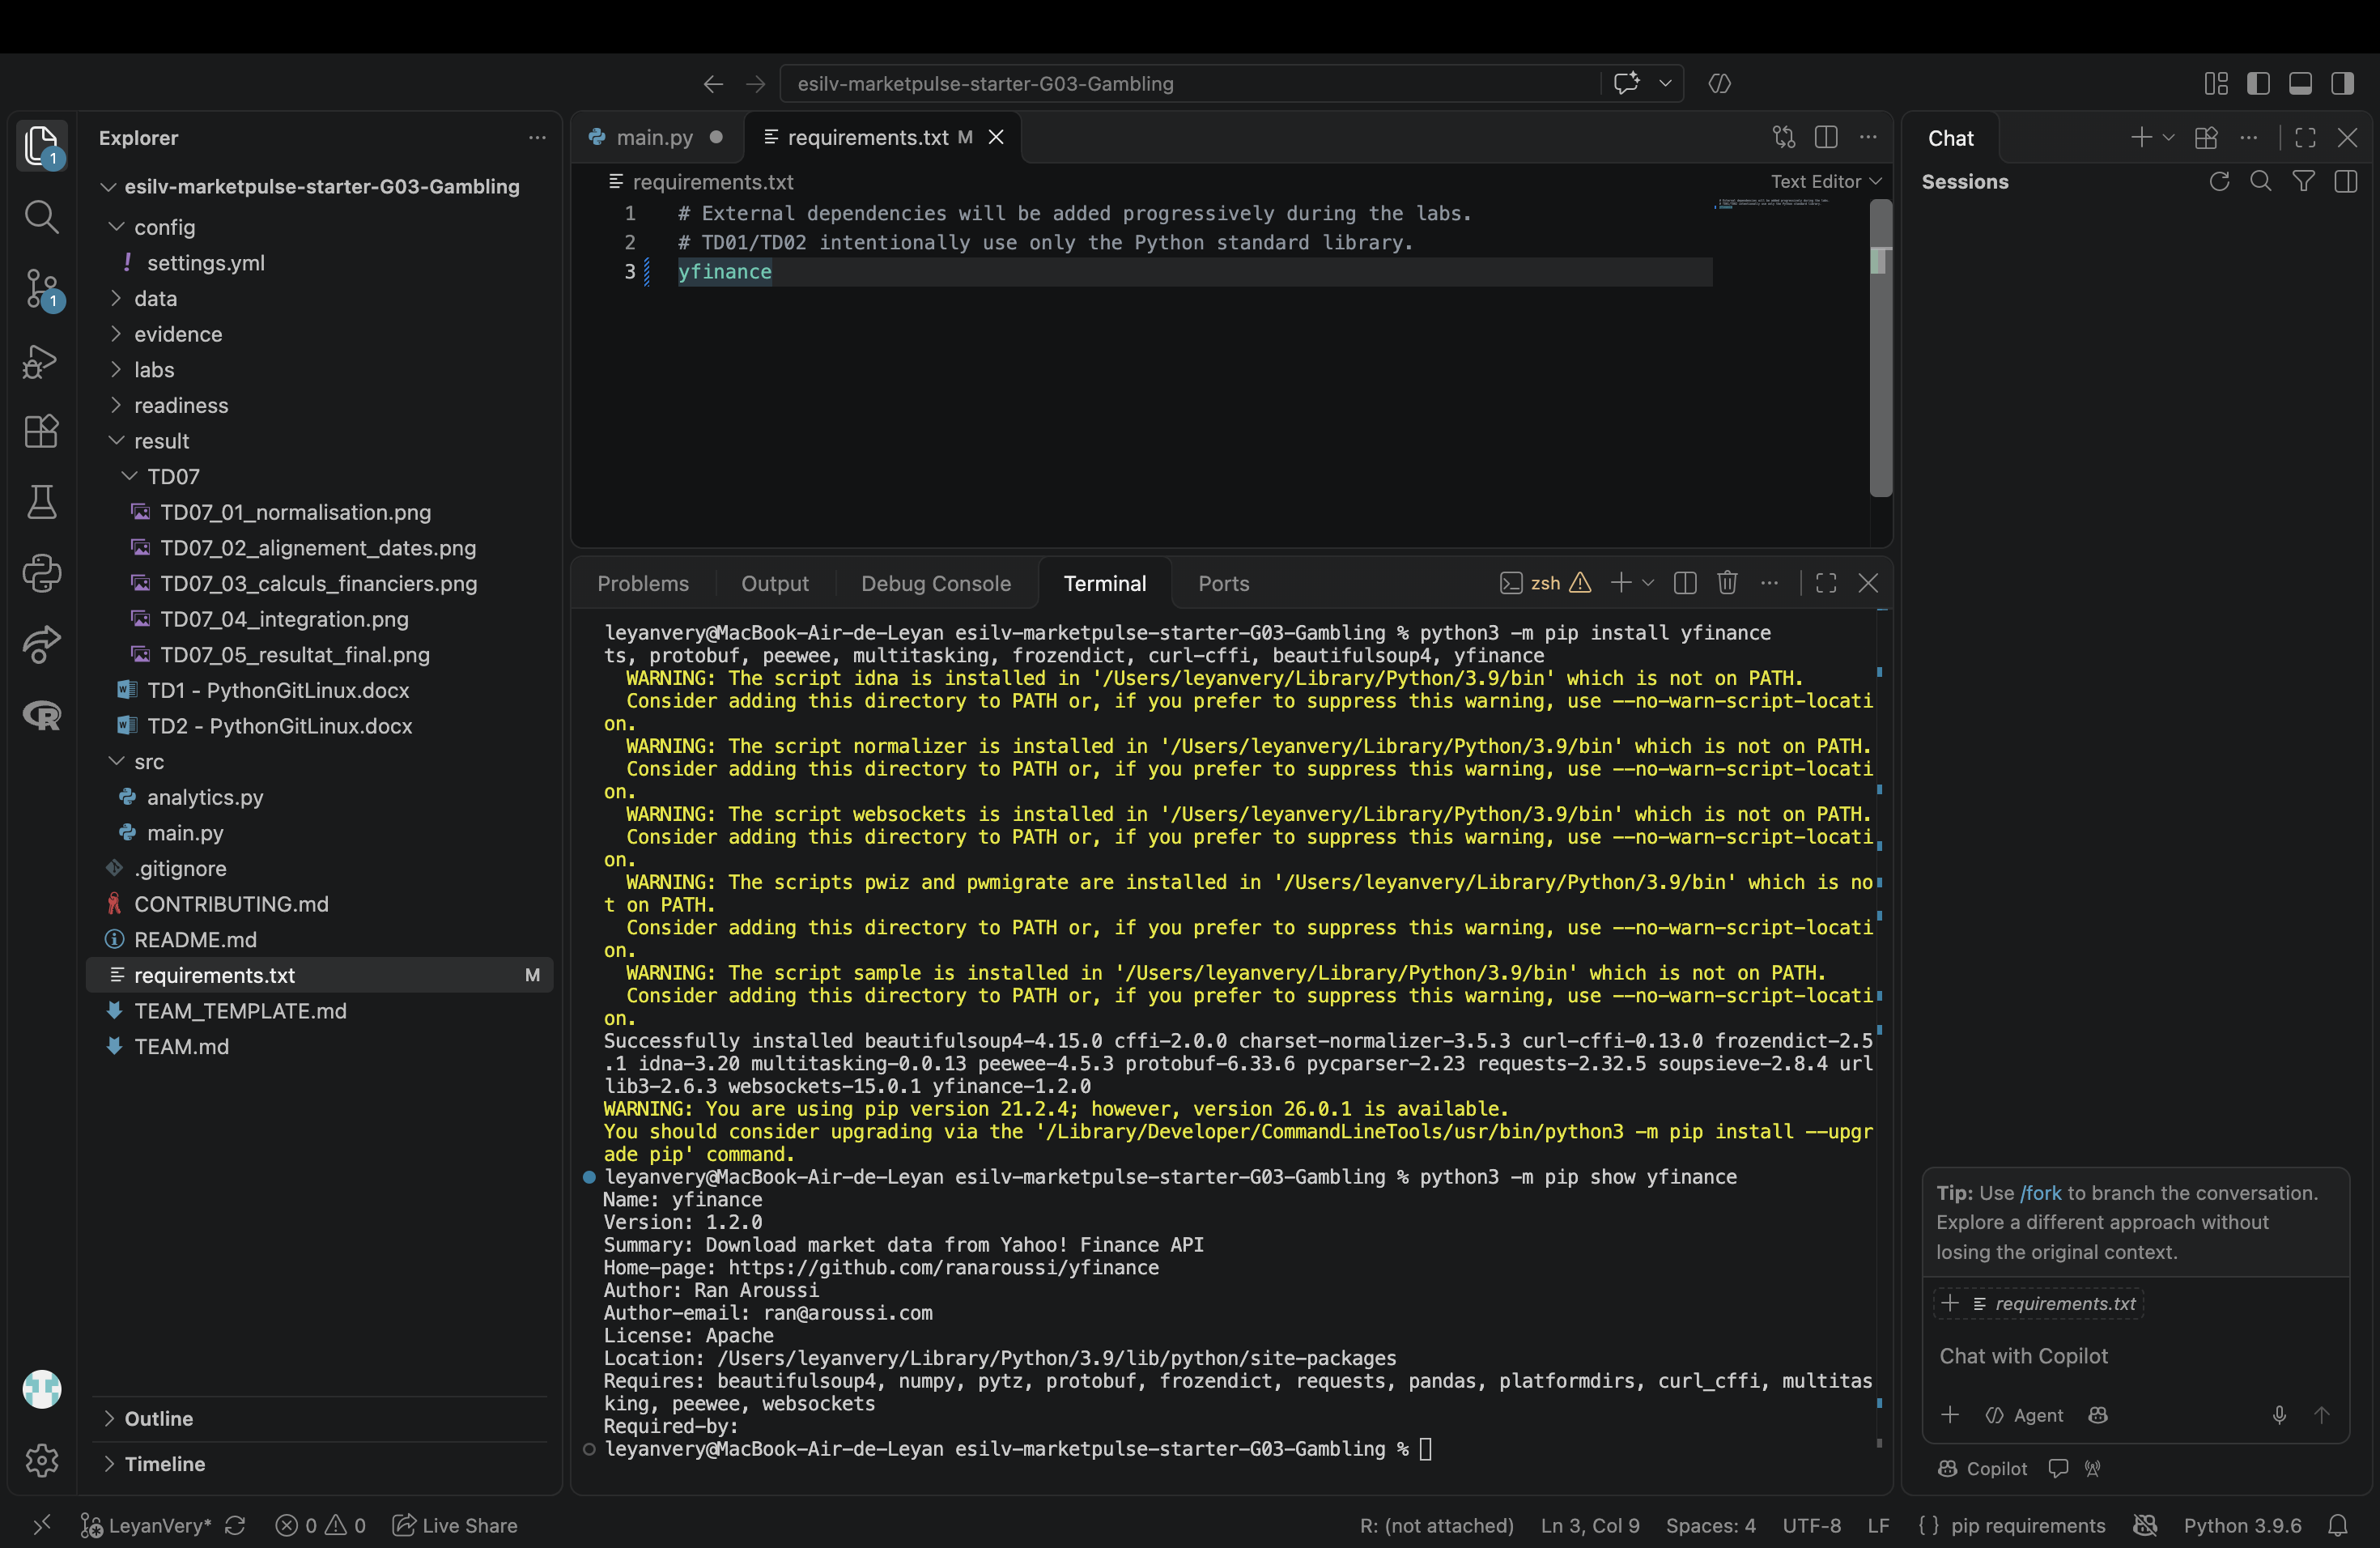 esilv-marketpulse-starter-G03-Gambling
Explorer
esilv-marketpulse-starter-G03-Gambling
config
settings.yml
data
evidence
labs
readiness
result
TD07
TD07_01_normalisation.png
TD07_02_alignement_dates.png
TD07_03_calculs_financiers.png
TD07_04_integration.png
TD07_05_resultat_final.png
TD1 - PythonGitLinux.docx
TD2 - PythonGitLinux.docx
src
analytics.py
main.py
.gitignore
CONTRIBUTING.md
README.md
requirements.txt M
TEAM_TEMPLATE.md
TEAM.md
Outline
Timeline
1
1
main.py requirements.txt M
requirements.txt Text Editor
1 # External dependencies will be added progressively during the labs.
2 # TD01/TD02 intentionally use only the Python standard library.
3 yfinance
Problems Output Debug Console Terminal Ports zsh
leyanvery@MacBook-Air-de-Leyan esilv-marketpulse-starter-G03-Gambling % python3 -m pip install yfinance
ts, protobuf, peewee, multitasking, frozendict, curl-cffi, beautifulsoup4, yfinance
WARNING: The script idna is installed in '/Users/leyanvery/Library/Python/3.9/bin' which is not on PATH.
Consider adding this directory to PATH or, if you prefer to suppress this warning, use --no-warn-script-locati
on.
WARNING: The script normalizer is installed in '/Users/leyanvery/Library/Python/3.9/bin' which is not on PATH.
Consider adding this directory to PATH or, if you prefer to suppress this warning, use --no-warn-script-locati
on.
WARNING: The script websockets is installed in '/Users/leyanvery/Library/Python/3.9/bin' which is not on PATH.
Consider adding this directory to PATH or, if you prefer to suppress this warning, use --no-warn-script-locati
on.
WARNING: The scripts pwiz and pwmigrate are installed in '/Users/leyanvery/Library/Python/3.9/bin' which is no
t on PATH.
Consider adding this directory to PATH or, if you prefer to suppress this warning, use --no-warn-script-locati
on.
WARNING: The script sample is installed in '/Users/leyanvery/Library/Python/3.9/bin' which is not on PATH.
Consider adding this directory to PATH or, if you prefer to suppress this warning, use --no-warn-script-locati
on.
Successfully installed beautifulsoup4-4.15.0 cffi-2.0.0 charset-normalizer-3.5.3 curl-cffi-0.13.0 frozendict-2.5
.1 idna-3.20 multitasking-0.0.13 peewee-4.5.3 protobuf-6.33.6 pycparser-2.23 requests-2.32.5 soupsieve-2.8.4 url
lib3-2.6.3 websockets-15.0.1 yfinance-1.2.0
WARNING: You are using pip version 21.2.4; however, version 26.0.1 is available.
You should consider upgrading via the '/Library/Developer/CommandLineTools/usr/bin/python3 -m pip install --upgr
ade pip' command.
leyanvery@MacBook-Air-de-Leyan esilv-marketpulse-starter-G03-Gambling % python3 -m pip show yfinance
Name: yfinance
Version: 1.2.0
Summary: Download market data from Yahoo! Finance API
Home-page: https://github.com/ranaroussi/yfinance
Author: Ran Aroussi
Author-email: ran@aroussi.com
License: Apache
Location: /Users/leyanvery/Library/Python/3.9/lib/python/site-packages
Requires: beautifulsoup4, numpy, pytz, protobuf, frozendict, requests, pandas, platformdirs, curl_cffi, multitas
king, peewee, websockets
Required-by:
leyanvery@MacBook-Air-de-Leyan esilv-marketpulse-starter-G03-Gambling %
Chat
Sessions
Tip: Use /fork to branch the conversation.
Explore a different approach without
losing the original context.
requirements.txt
Chat with Copilot
Agent
Copilot
LeyanVery* 0 0 Live Share R: (not attached) Ln 3, Col 9 Spaces: 4 UTF-8 LF { } pip requirements Python 3.9.6